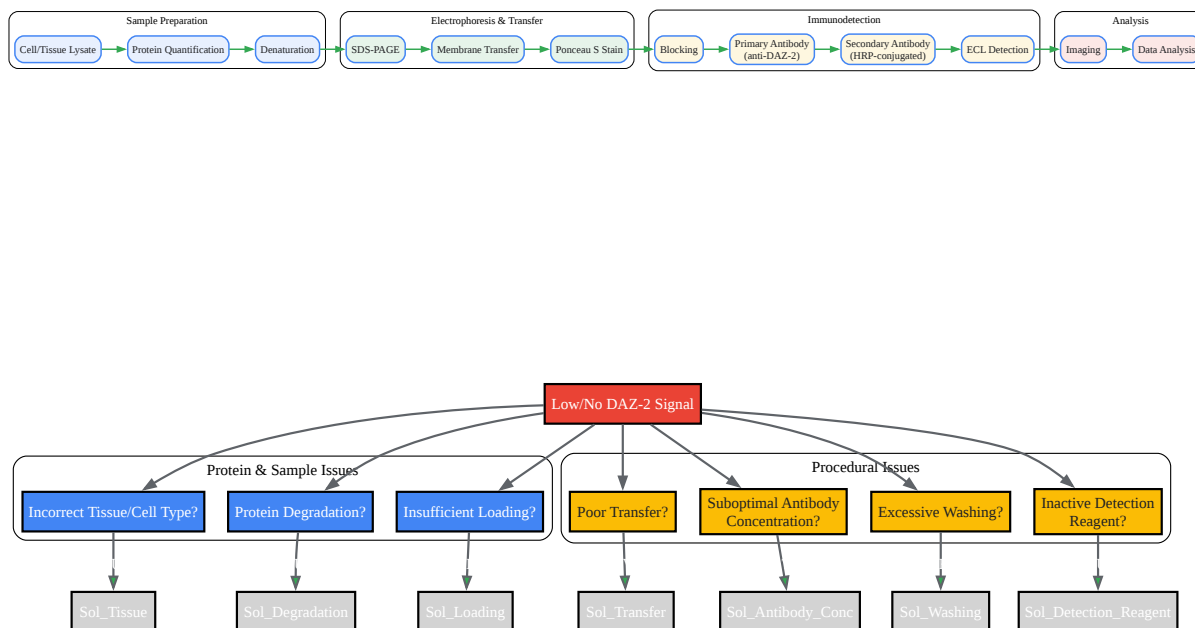 Sample Preparation
Electrophoresis & Transfer
Immunodetection
Analysis
Cell/Tissue Lysate
Protein Quantification
Denaturation
SDS-PAGE
Membrane Transfer
Ponceau S Stain
Blocking
Primary Antibody
(anti-DAZ-2)
Secondary Antibody
(HRP-conjugated)
ECL Detection
Imaging
Data Analysis
Low/No DAZ-2 Signal
Protein & Sample Issues
Procedural Issues
Incorrect Tissue/Cell Type?
Protein Degradation?
Insufficient Loading?
Poor Transfer?
Suboptimal Antibody
Concentration?
Excessive Washing?
Inactive Detection
Reagent?
Sol_Tissue
Sol_Degradation
Sol_Loading
Sol_Transfer
Sol_Antibody_Conc
Sol_Washing
Sol_Detection_Reagent